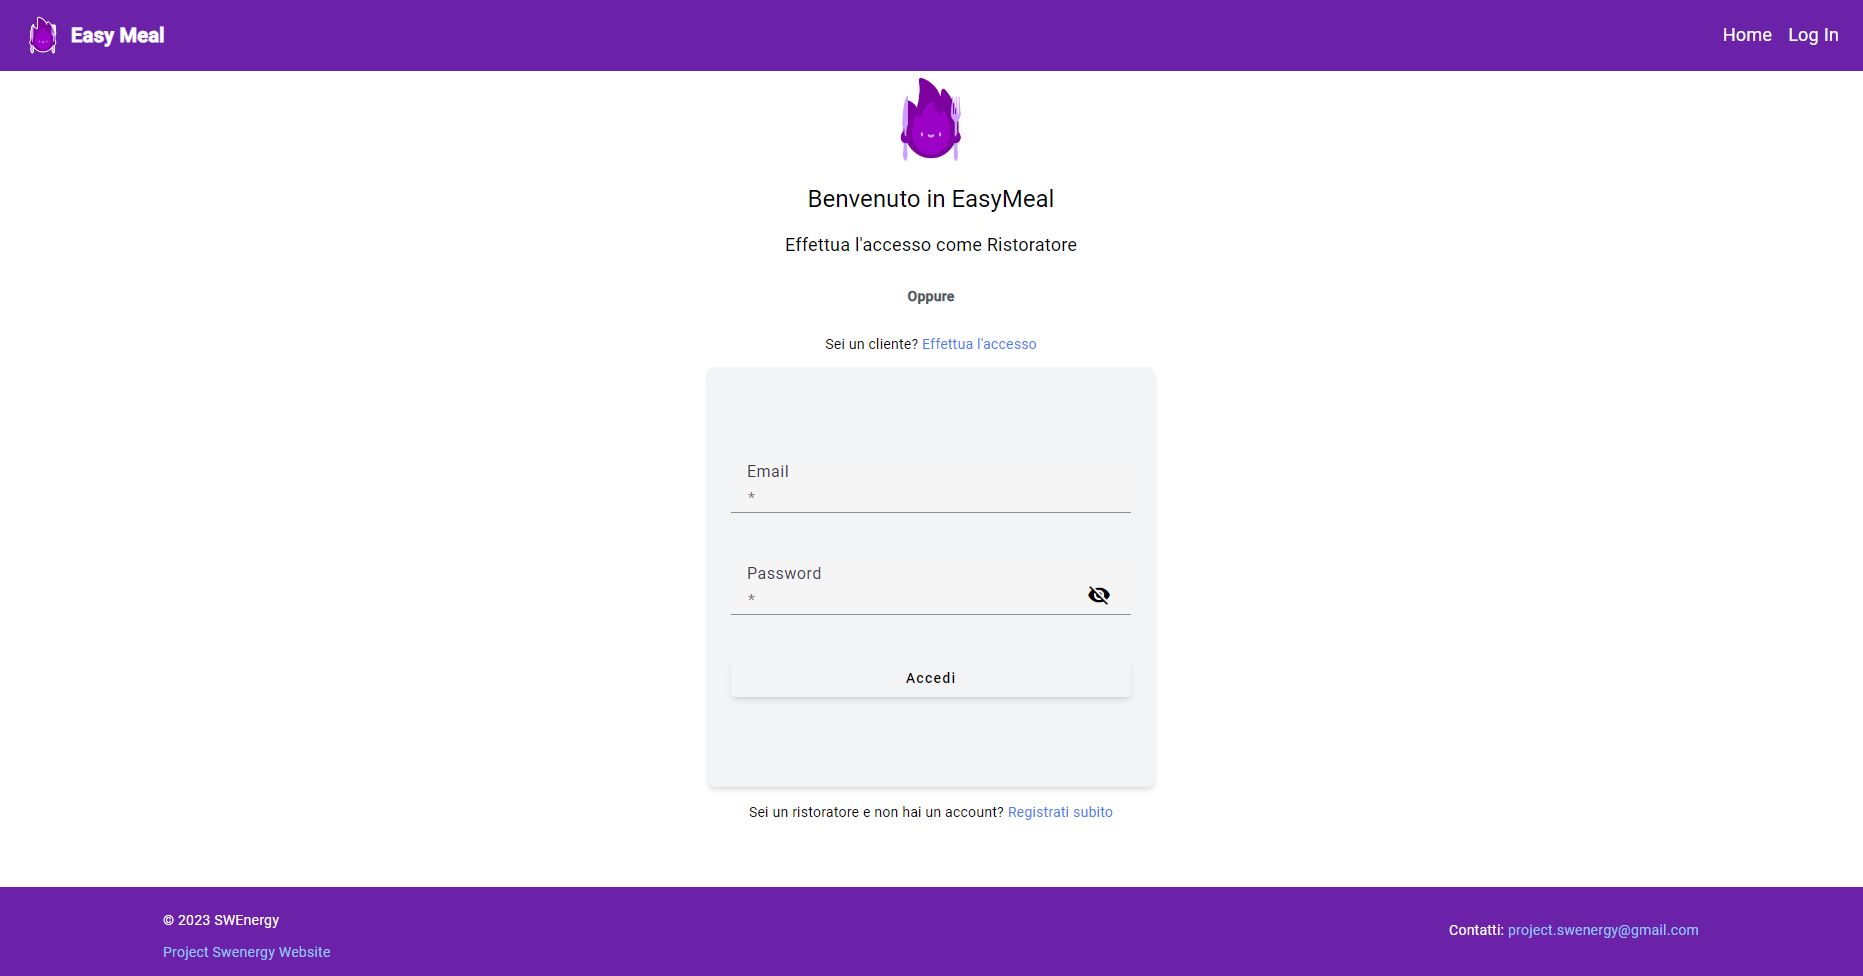 Easy Meal
Home Log In
Benvenuto in EasyMeal
Effettua l'accesso come Ristoratore
Oppure
Sei un cliente? Effettua l'accesso
Email
*
Password
*
Accedi
Sei un ristoratore e non hai un account? Registrati subito
© 2023 SWEnergy
Project Swenergy Website
Contatti: project.swenergy@gmail.com